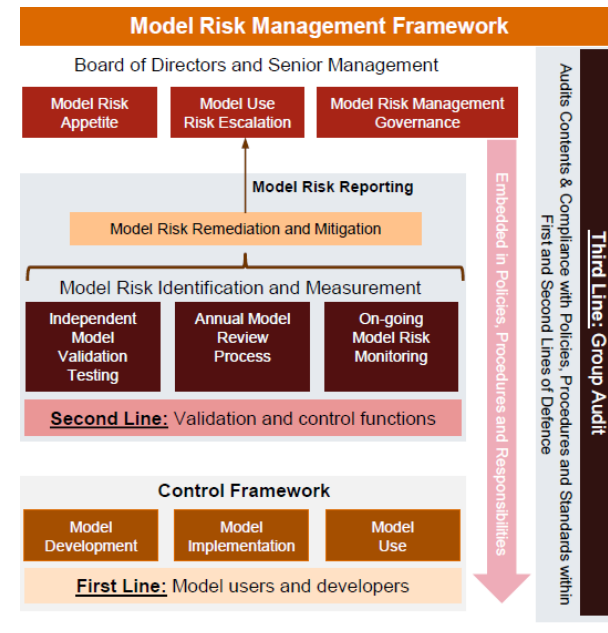 Model Risk Management Framework
Board of Directors and Senior Management
Model Risk
Appetite
Model Use
Risk Escalation
Model Risk Management
Governance
Model Risk Reporting
Model Risk Remediation and Mitigation
Model Risk Identification and Measurement
Independent
Model
Validation
Testing
Annual Model
Review
Process
On-going
Model Risk
Monitoring
Second Line: Validation and control functions
Control Framework
Model
Development
Model
Implementation
Model
Use
First Line: Model users and developers
Embedded in Policies, Procedures and Responsibilities
Audits Contents & Compliance with Policies, Procedures and Standards within
First and Second Lines of Defence
Third Line: Group Audit